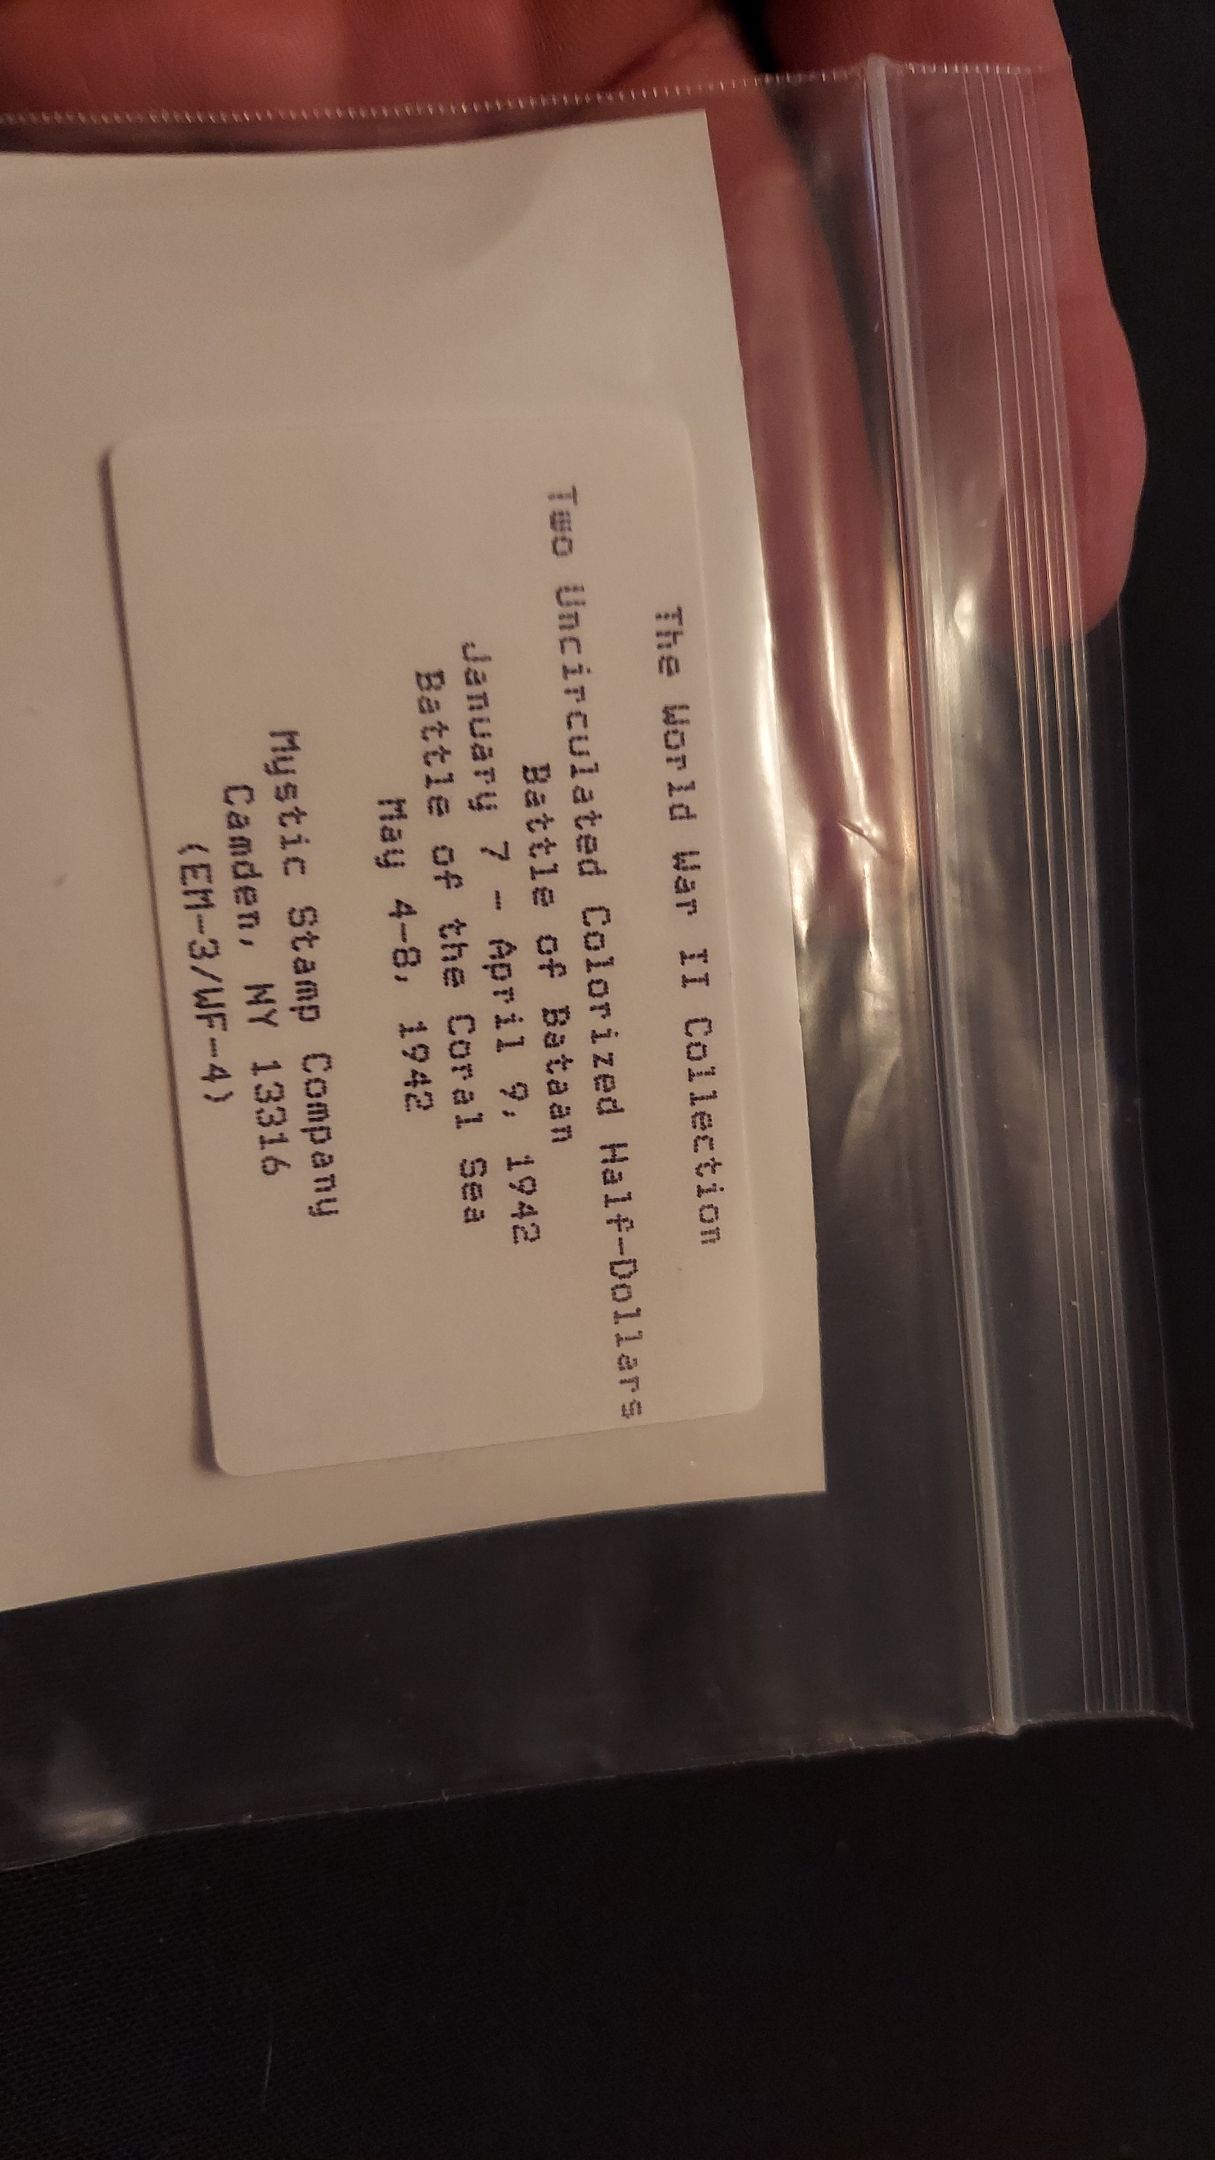 The World War II Collection
Two Uncirculated Colorized Half-Dollars
Battle of Bataan
January 7 - April 9, 1942
Battle of the Coral Sea
May 4-8, 1942
Mystic Stamp Company
Camden, NY 13316
(EM-3/WF-4)